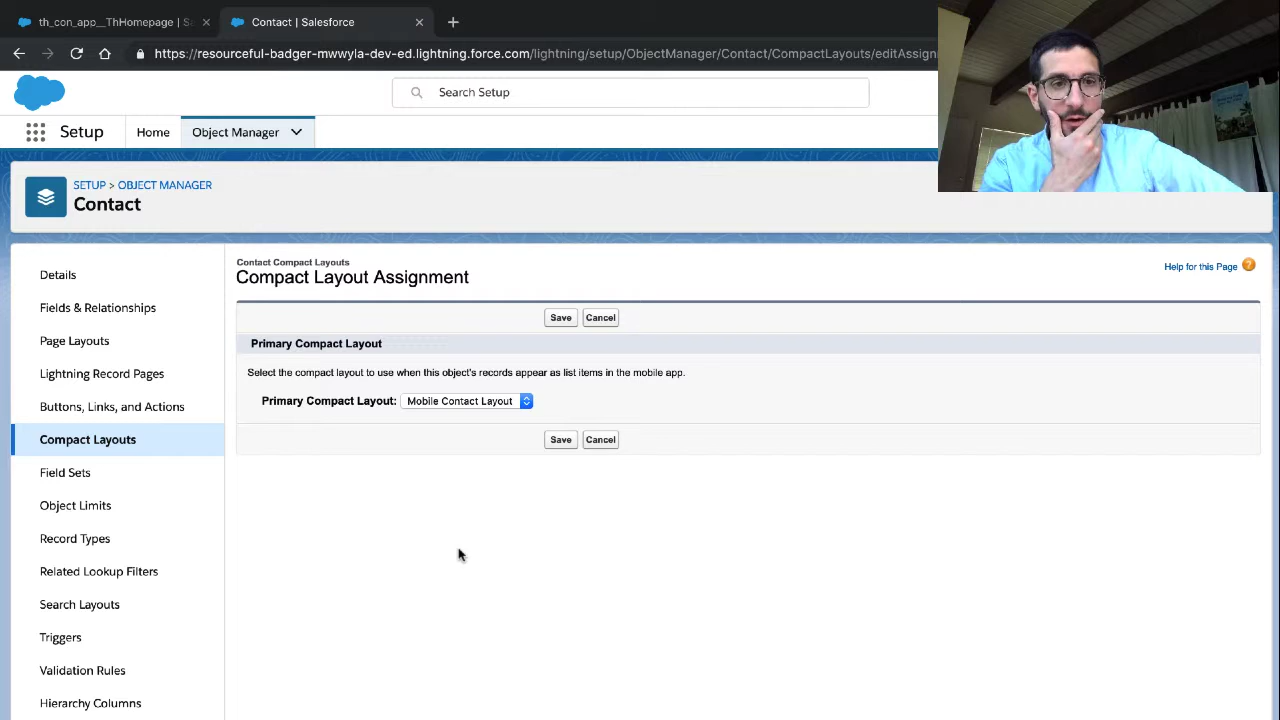 th_con_app__ThHomepage | Sa
Contact | Salesforce
https://resourceful-badger-mwwyla-dev-ed.lightning.force.com/lightning/setup/ObjectManager/Contact/CompactLayouts/editAssign
Search Setup
Setup
Home
Object Manager
SETUP > OBJECT MANAGER
Contact
Details
Fields & Relationships
Page Layouts
Lightning Record Pages
Buttons, Links, and Actions
Compact Layouts
Field Sets
Object Limits
Record Types
Related Lookup Filters
Search Layouts
Triggers
Validation Rules
Hierarchy Columns
Contact Compact Layouts
Compact Layout Assignment
Help for this Page ?
Save Cancel
Primary Compact Layout
Select the compact layout to use when this object's records appear as list items in the mobile app.
Primary Compact Layout: Mobile Contact Layout
Save Cancel